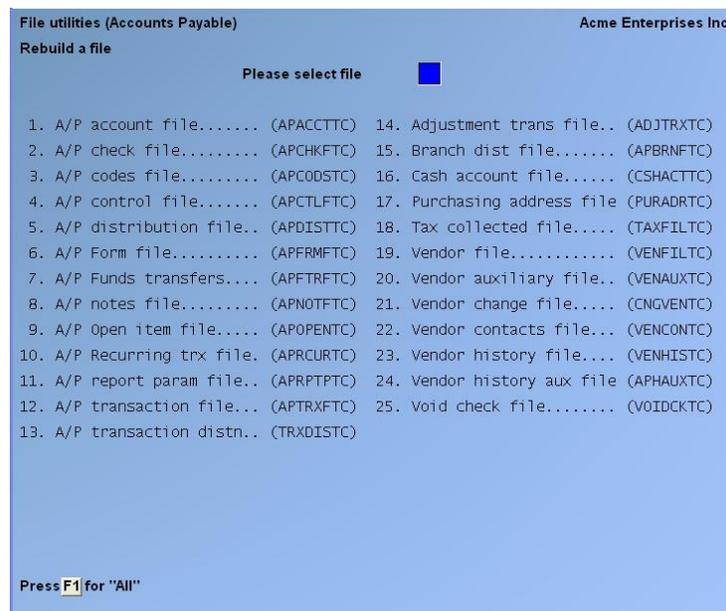 File utilities (Accounts Payable) Acme Enterprises Inc
Rebuild a file
Please select file
1. A/P account file....... (APACCTTC) 14. Adjustment trans file.. (ADJTRXTC)
2. A/P check file......... (APCHKFTC) 15. Branch dist file....... (APBRNFTC)
3. A/P codes file......... (APCODSTC) 16. Cash account file...... (CSHACTTC)
4. A/P control file....... (APCTLFTC) 17. Purchasing address file (PURADRTC)
5. A/P distribution file.. (APDISTTC) 18. Tax collected file..... (TAXFILTC)
6. A/P Form file.......... (APFRMFTC) 19. Vendor file............ (VENFILTC)
7. A/P Funds transfers.... (APFTRFTC) 20. Vendor auxiliary file.. (VENAUXTC)
8. A/P notes file......... (APNOTFTC) 21. Vendor change file..... (CNGVENTC)
9. A/P Open item file..... (APOPENTC) 22. Vendor contacts file... (VENCONTC)
10. A/P Recurring trx file. (APRCURTC) 23. Vendor history file.... (VENHISTC)
11. A/P report param file.. (APRPTPTC) 24. Vendor history aux file (APHAUXTC)
12. A/P transaction file... (APTRXFTC) 25. Void check file........ (VOIDCKTC)
13. A/P transaction distn.. (TRXDISTC)
Press F1 for "All"